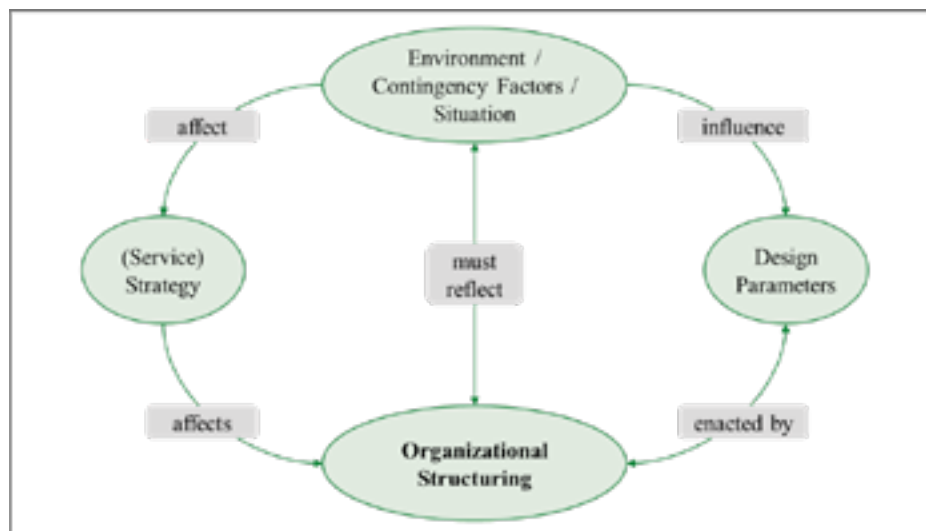 Environment /
Contingency Factors /
Situation
affect
influence
(Service)
Strategy
must
reflect
Design
Parameters
affects
enacted by
Organizational
Structuring